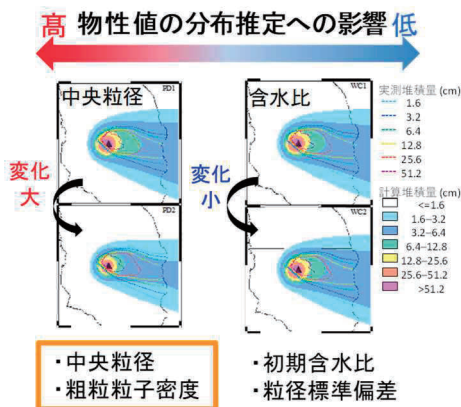 高 物性値の分布推定への影響 低
中央粒径
PD1
含水比
WC1
実測堆積量 (cm)
1.6
3.2
6.4
12.8
25.6
51.2
変化
大
変化
小
PD2
WC2
計算堆積量 (cm)
<=1.6
1.6–3.2
3.2–6.4
6.4–12.8
12.8–25.6
25.6–51.2
>51.2
・中央粒径
・粗粒粒子密度
・初期含水比
・粒径標準偏差